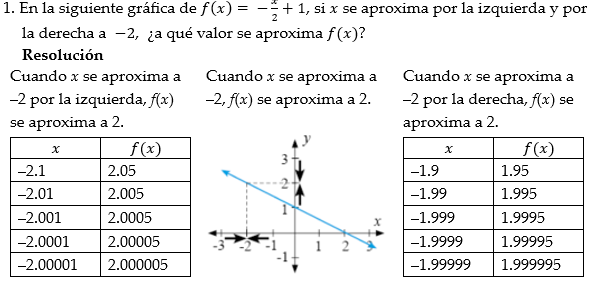 1. En la siguiente gráfica de f(x) = −x/2 + 1, si x se aproxima por la izquierda y por
la derecha a −2, ¿a qué valor se aproxima f(x)?
Resolución
Cuando x se aproxima a
–2 por la izquierda, f(x)
se aproxima a 2.
x f(x)
–2.1 2.05
–2.01 2.005
–2.001 2.0005
–2.0001 2.00005
–2.00001 2.000005
Cuando x se aproxima a
–2, f(x) se aproxima a 2.
y
3
2
1
x
-3 -2 -1 1 2 3
-1
Cuando x se aproxima a
–2 por la derecha, f(x) se
aproxima a 2.
x f(x)
–1.9 1.95
–1.99 1.995
–1.999 1.9995
–1.9999 1.99995
–1.99999 1.999995